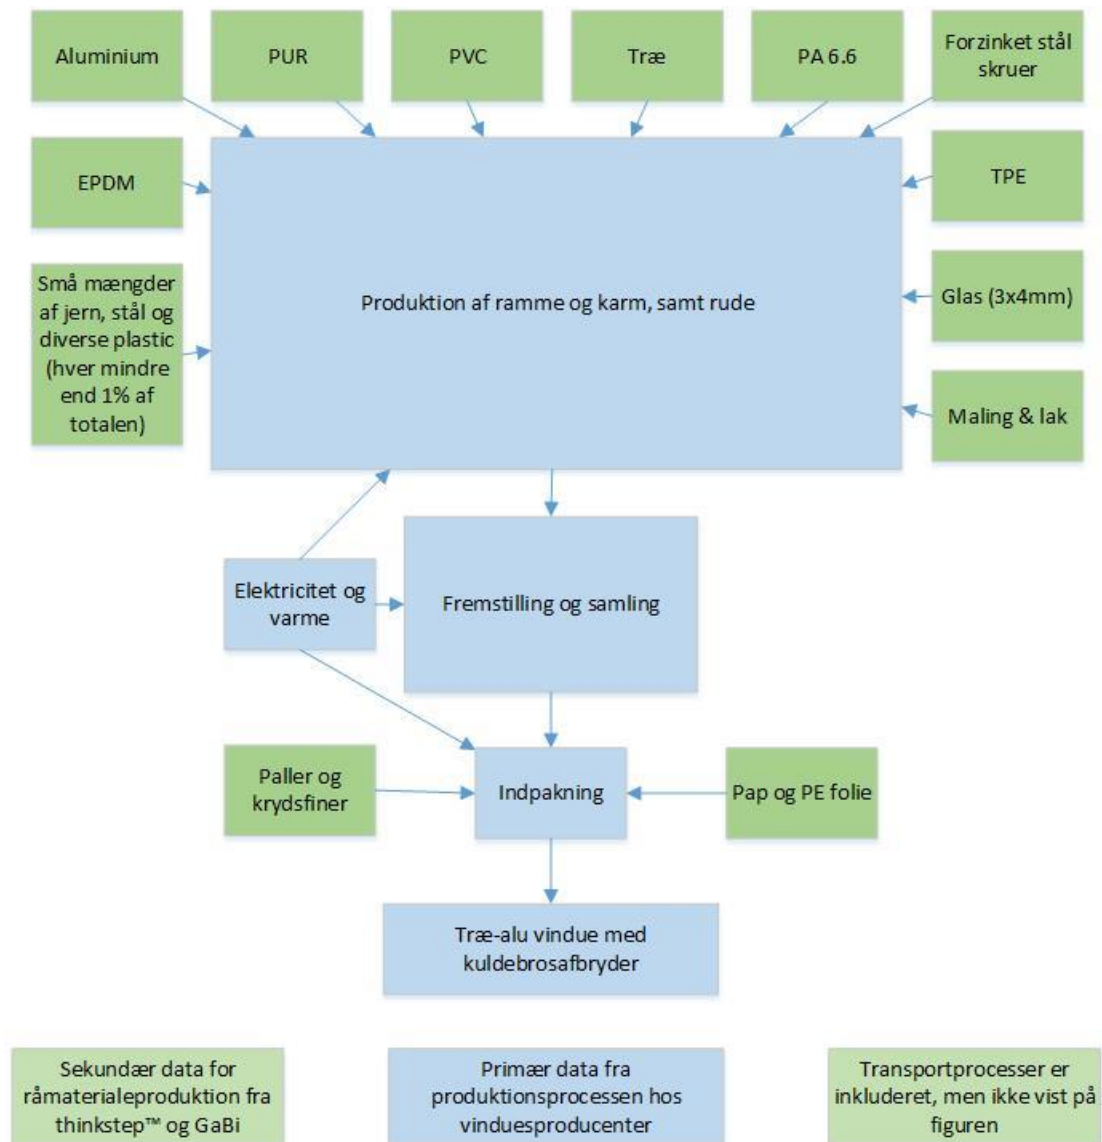 Aluminium
PUR
PVC
Træ
PA 6.6
Forzinket stål
skruer
EPDM
TPE
Små mængder
af jern, stål og
diverse plastic
(hver mindre
end 1% af
totalen)
Produktion af ramme og karm, samt rude
Glas (3x4mm)
Maling & lak
Elektricitet og
varme
Fremstilling og samling
Paller og
krydsfiner
Indpakning
Pap og PE folie
Træ-alu vindue med
kuldebrosafbryder
Sekundær data for
råmaterialeproduktion fra
thinkstep™ og GaBi
Primær data fra
produktionsprocessen hos
vinduesproducenter
Transportprocesser er
inkluderet, men ikke vist på
figuren